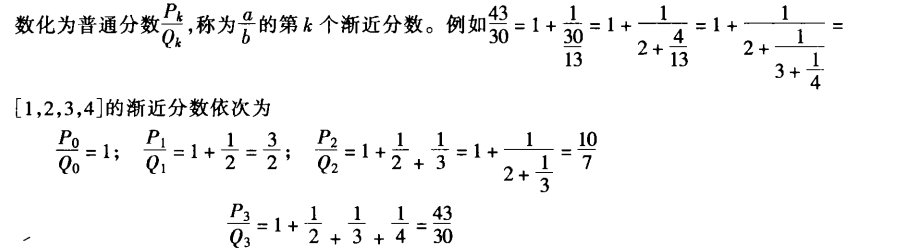 数化为普通分数\frac{P_k}{Q_k},称为\frac{a}{b}的第 k 个渐近分数。例如\frac{43}{30}=1+\frac{1}{\frac{30}{13}}=1+\frac{1}{2+\frac{4}{13}}=1+\frac{1}{2+\frac{1}{3+\frac{1}{4}}}=
[1,2,3,4]的渐近分数依次为
\frac{P_0}{Q_0}=1; \frac{P_1}{Q_1}=1+\frac{1}{2}=\frac{3}{2}; \frac{P_2}{Q_2}=1+\frac{1}{2}_{+}\frac{1}{3}=1+\frac{1}{2+\frac{1}{3}}=\frac{10}{7}
\frac{P_3}{Q_3}=1+\frac{1}{2}_{+}\frac{1}{3}_{+}\frac{1}{4}=\frac{43}{30}